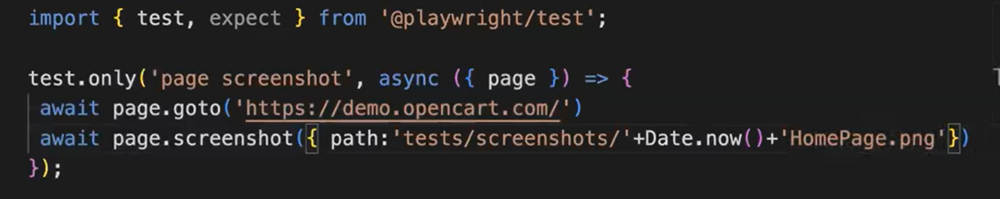 import { test, expect } from '@playwright/test';
test.only('page screenshot', async ({ page }) => {
await page.goto('https://demo.opencart.com/')
await page.screenshot({ path:'tests/screenshots/'+Date.now()+'HomePage.png'})
});